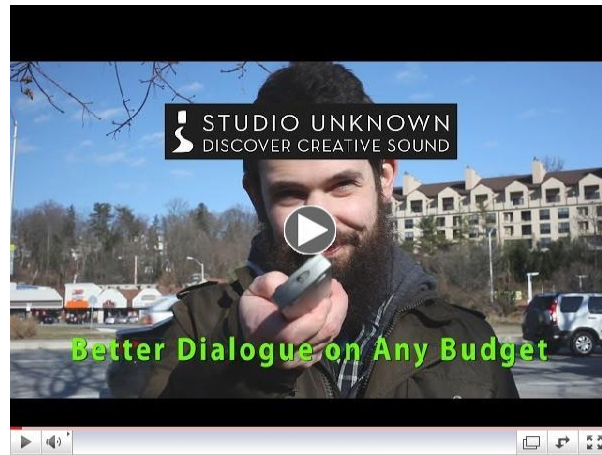 STUDIO UNKNOWN
DISCOVER CREATIVE SOUND
Better Dialogue on Any Budget